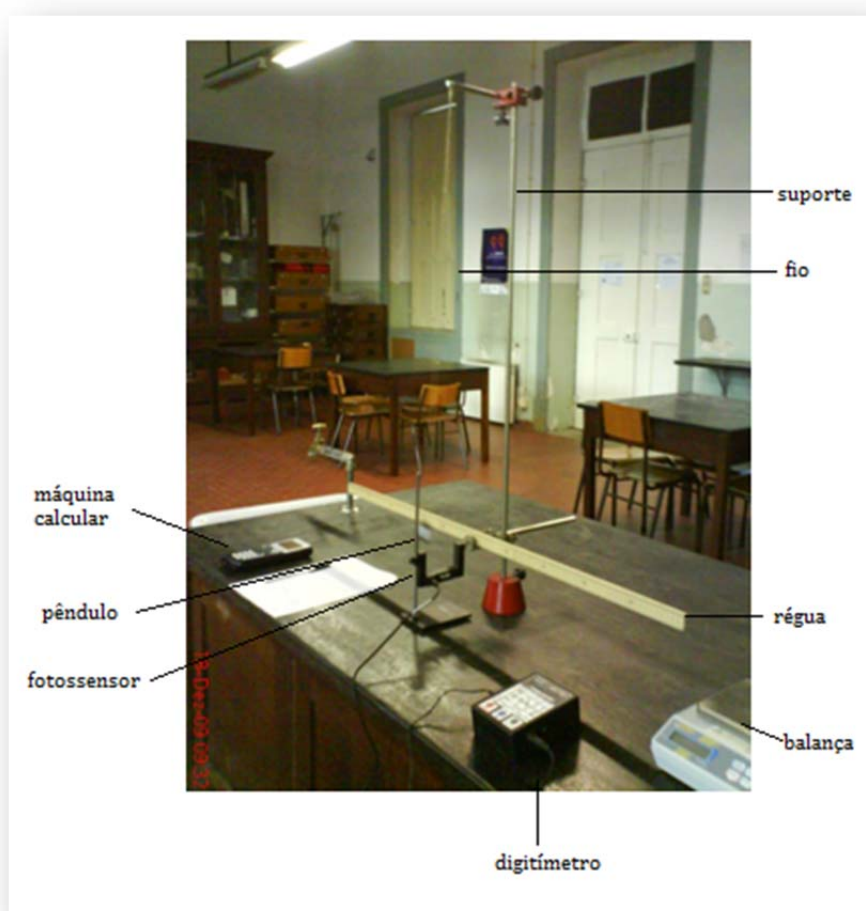 suporte
fio
máquina
calcular
pêndulo
fotossensor
régua
balança
digitímetro